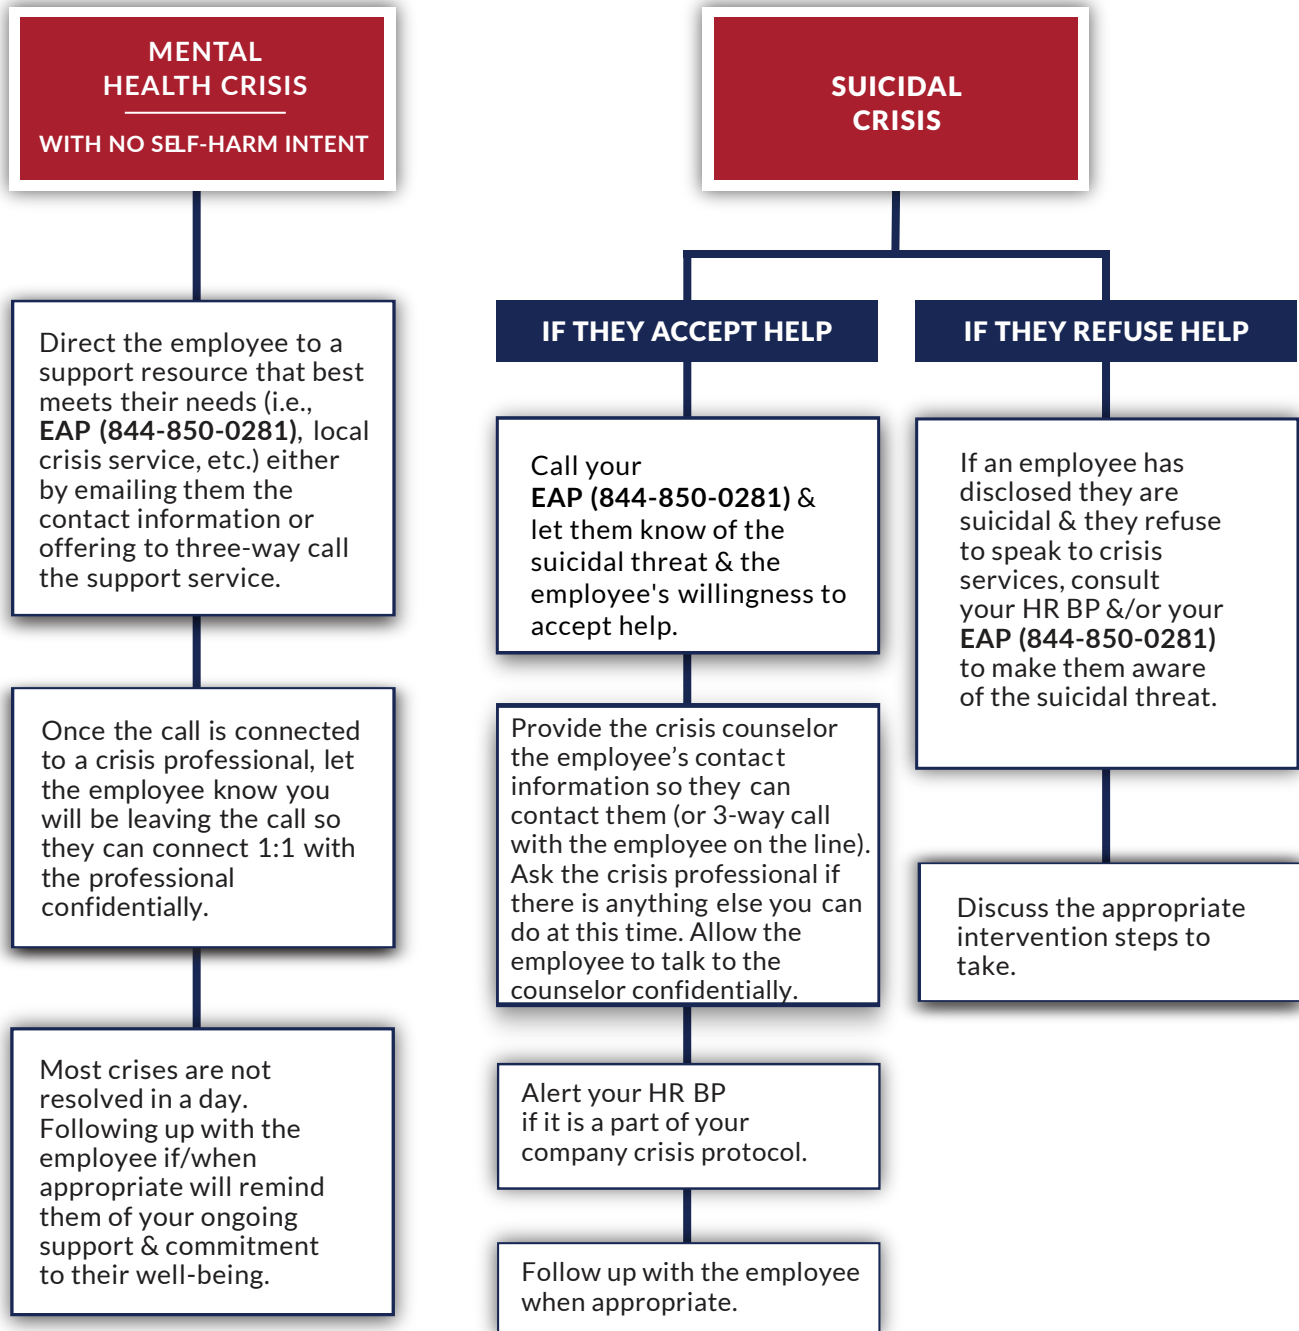 MENTAL
HEALTH CRISIS
WITH NO SELF-HARM INTENT
Direct the employee to a
support resource that best
meets their needs (i.e.,
EAP (844-850-0281), local
crisis service, etc.) either
by emailing them the
contact information or
offering to three-way call
the support service.
Once the call is connected
to a crisis professional, let
the employee know you
will be leaving the call so
they can connect 1:1 with
the professional
confidentially.
Most crises are not
resolved in a day.
Following up with the
employee if/when
appropriate will remind
them of your ongoing
support & commitment
to their well-being.
SUICIDAL
CRISIS
IF THEY ACCEPT HELP
Call your
EAP (844-850-0281) &
let them know of the
suicidal threat & the
employee's willingness to
accept help.
Provide the crisis counselor
the employee’s contact
information so they can
contact them (or 3-way call
with the employee on the line).
Ask the crisis professional if
there is anything else you can
do at this time. Allow the
employee to talk to the
counselor confidentially.
Alert your HR BP
if it is a part of your
company crisis protocol.
Follow up with the employee
when appropriate.
IF THEY REFUSE HELP
If an employee has
disclosed they are
suicidal & they refuse
to speak to crisis
services, consult
your HR BP &/or your
EAP (844-850-0281)
to make them aware
of the suicidal threat.
Discuss the appropriate
intervention steps to
take.